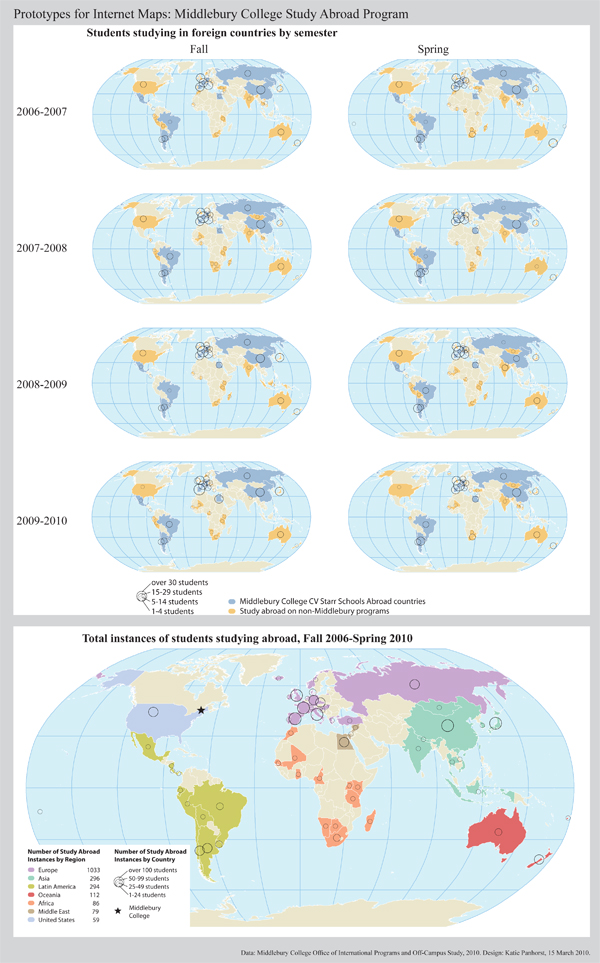 Prototypes for Internet Maps: Middlebury College Study Abroad Program
Students studying in foreign countries by semester
Fall
Spring
2006-2007
2007-2008
2008-2009
2009-2010
over 30 students
15-29 students
5-14 students
1-4 students
Middlebury College CV Starr Schools Abroad countries
Study abroad on non-Middlebury programs
Total instances of students studying abroad, Fall 2006-Spring 2010
Number of Study Abroad
Instances by Region
Europe 1033
Asia 296
Latin America 294
Oceania 112
Africa 86
Middle East 79
United States 59
Number of Study Abroad
Instances by Country
over 100 students
50-99 students
25-49 students
1-24 students
Middlebury
College
Data: Middlebury College Office of International Programs and Off-Campus Study, 2010. Design: Katie Panhorst, 15 March 2010.